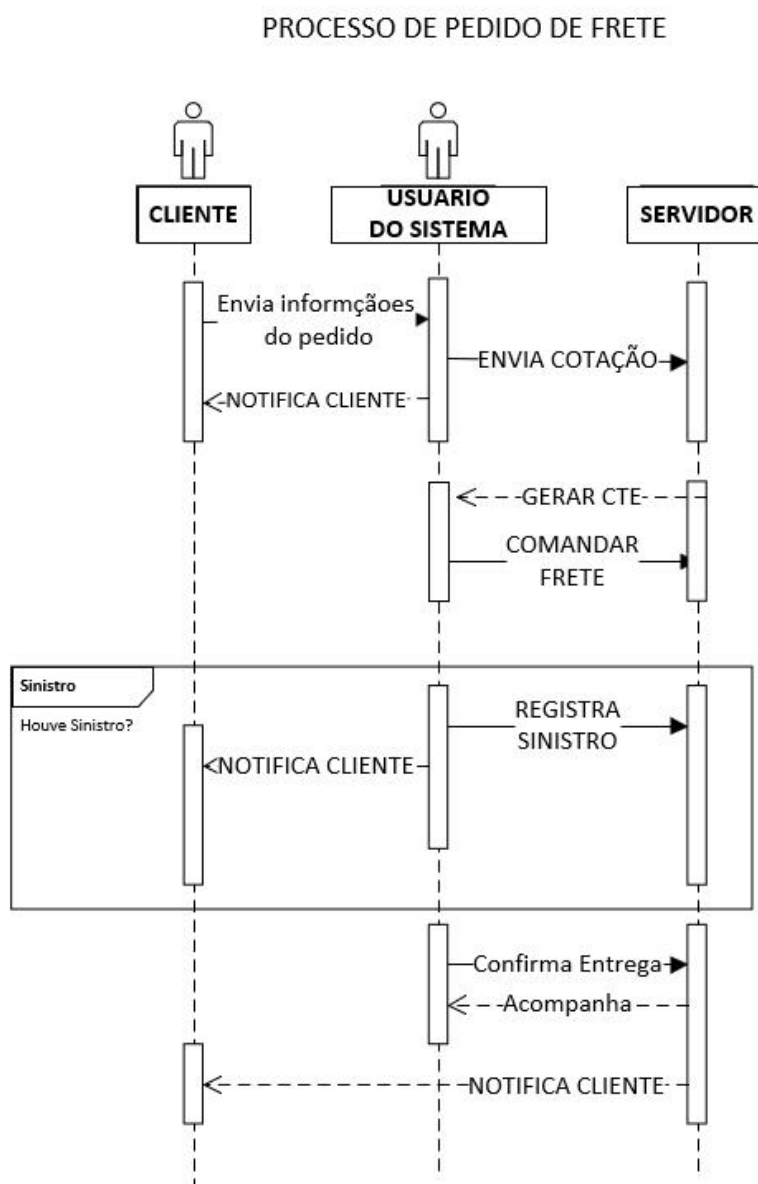 PROCESSO DE PEDIDO DE FRETE
CLIENTE
USUARIO
DO SISTEMA
SERVIDOR
Envia informçãoes
do pedido
ENVIA COTAÇÃO
NOTIFICA CLIENTE
GERAR CTE
COMANDAR
FRETE
Sinistro
Houve Sinistro?
REGISTRA
SINISTRO
NOTIFICA CLIENTE
Confirma Entrega
Acompanha
NOTIFICA CLIENTE